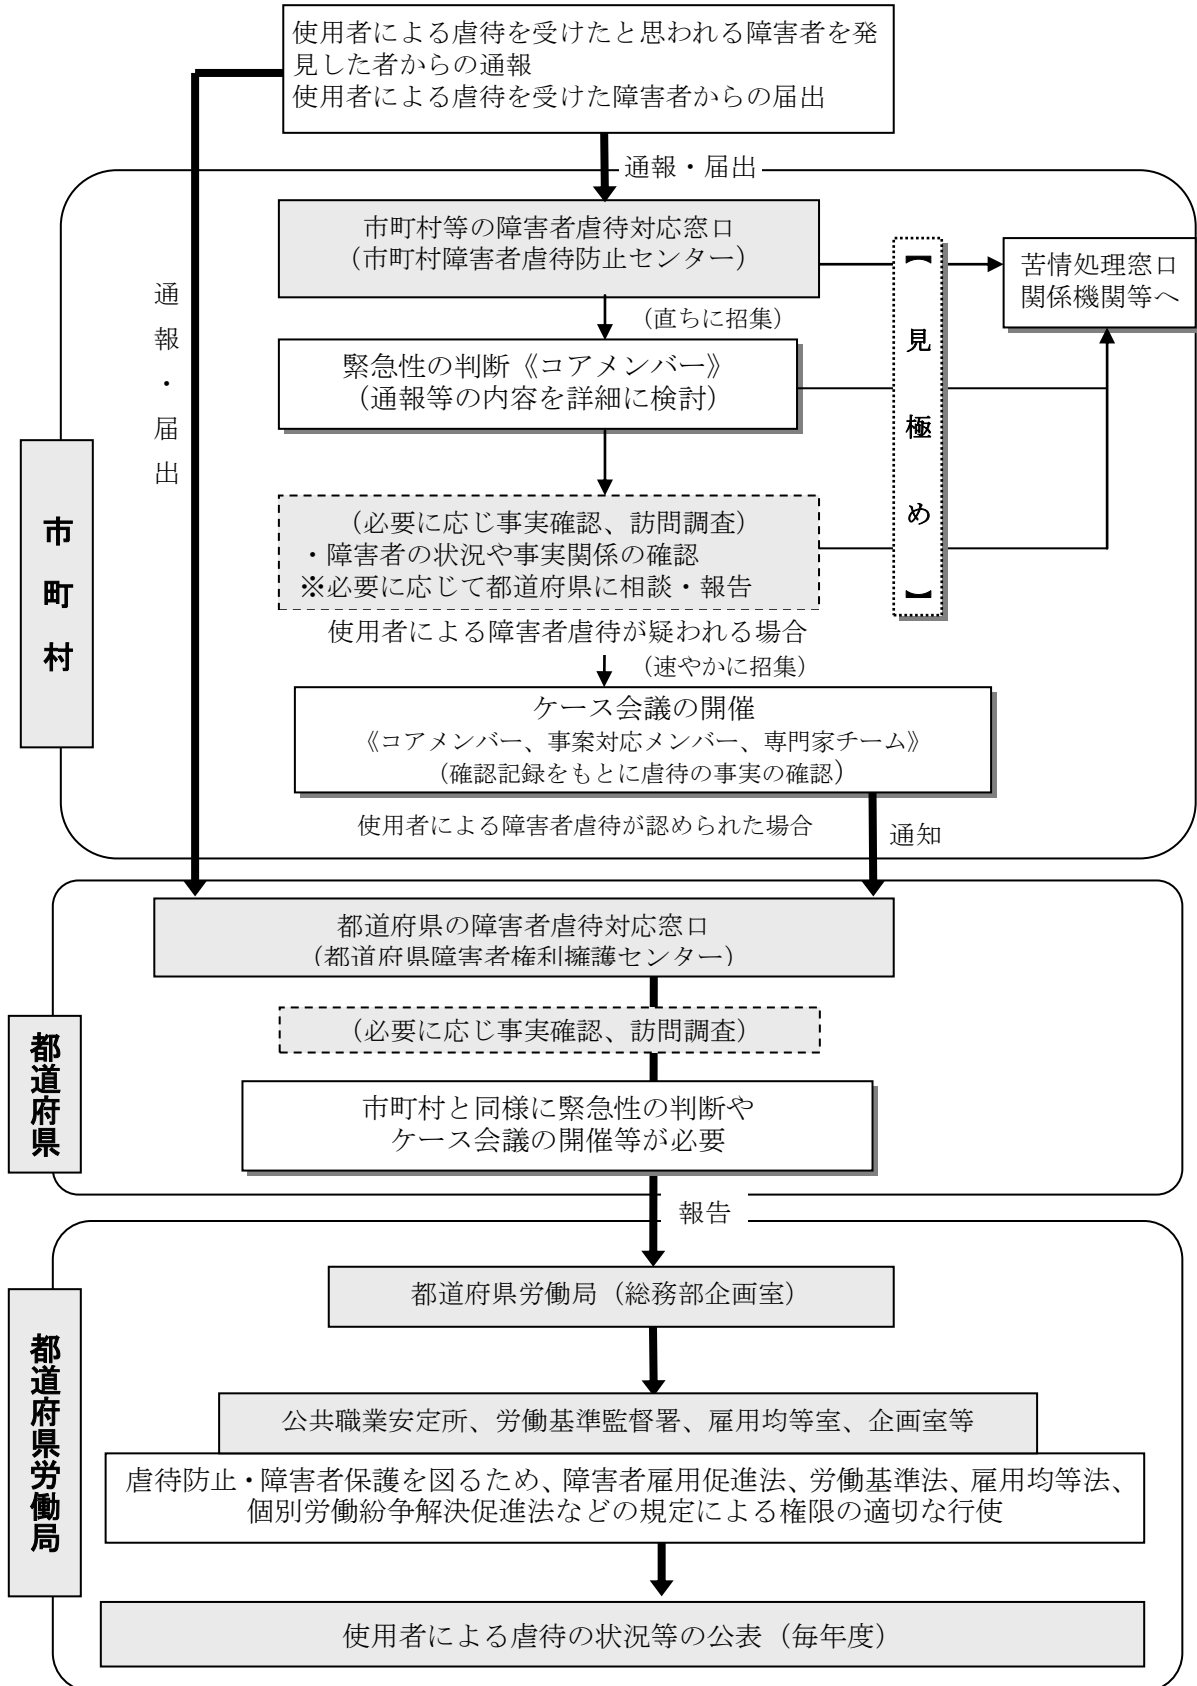 使用者による虐待を受けたと思われる障害者を発
見した者からの通報
使用者による虐待を受けた障害者からの届出
通報・届出
市町村等の障害者虐待対応窓口
（市町村障害者虐待防止センター）
苦情処理窓口
関係機関等へ
通報・届出
（直ちに招集）
【見極め】
緊急性の判断《コアメンバー》
（通報等の内容を詳細に検討）
市町村
（必要に応じ事実確認、訪問調査）
・障害者の状況や事実関係の確認
※必要に応じて都道府県に相談・報告
使用者による障害者虐待が疑われる場合
（速やかに招集）
ケース会議の開催
《コアメンバー、事案対応メンバー、専門家チーム》
（確認記録をもとに虐待の事実の確認）
使用者による障害者虐待が認められた場合
通知
都道府県の障害者虐待対応窓口
（都道府県障害者権利擁護センター）
都道府県
（必要に応じ事実確認、訪問調査）
市町村と同様に緊急性の判断や
ケース会議の開催等が必要
報告
都道府県労働局
都道府県労働局（総務部企画室）
公共職業安定所、労働基準監督署、雇用均等室、企画室等
虐待防止・障害者保護を図るため、障害者雇用促進法、労働基準法、雇用均等法、
個別労働紛争解決促進法などの規定による権限の適切な行使
使用者による虐待の状況等の公表（毎年度）